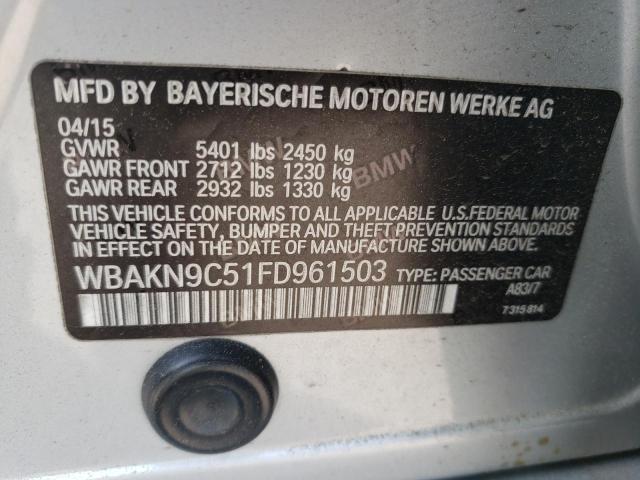 MFD BY BAYERISCHE MOTOREN WERKE AG
04/15
GVWR 5401 lbs 2450 kg
GAWR FRONT 2712 lbs 1230 kg
GAWR REAR 2932 lbs 1330 kg
THIS VEHICLE CONFORMS TO ALL APPLICABLE U.S.FEDERAL MOTOR
VEHICLE SAFETY, BUMPER AND THEFT PREVENTION STANDARDS
IN EFFECT ON THE DATE OF MANUFACTURE SHOWN ABOVE.
WBAKN9C51FD961503 TYPE: PASSENGER CAR
A83/7
7315814
BMW